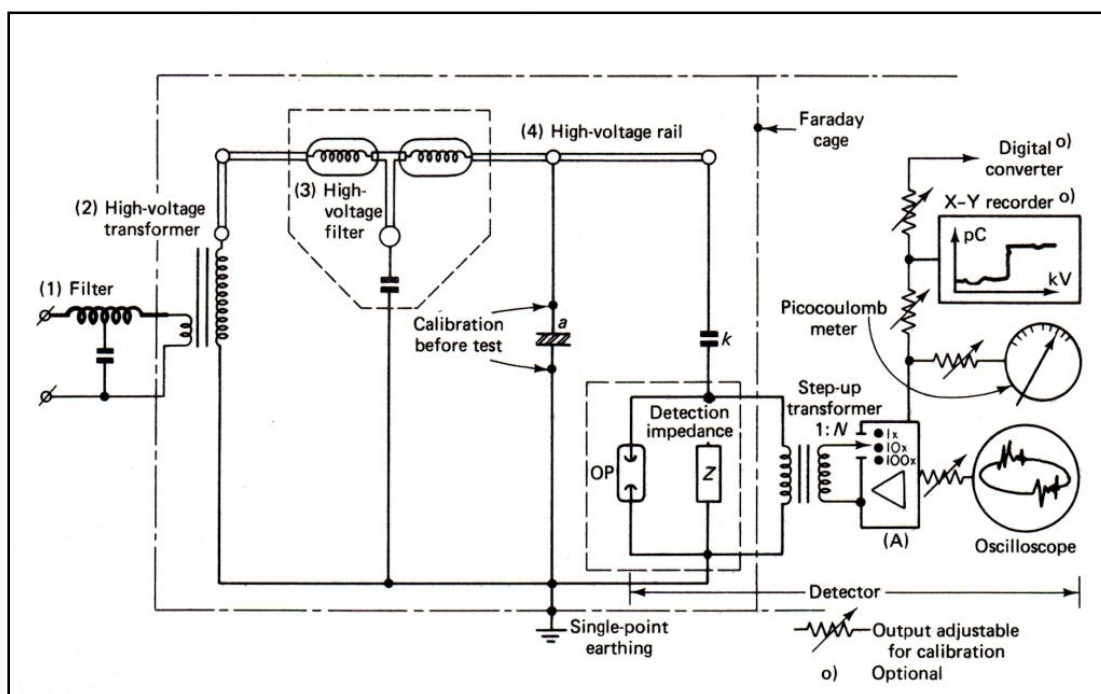 (4) High-voltage rail
Faraday
cage
Digital o)
converter
X–Y recorder o)
pC
kV
(3) High-
voltage
filter
(2) High-voltage
transformer
(1) Filter
Calibration
before test
a
k
Picocoulomb
meter
Detection
impedance
OP
Z
Step-up
transformer
1: N
1x
10x
100x
(A)
Oscilloscope
Detector
Single-point
earthing
Output adjustable
for calibration
o) Optional